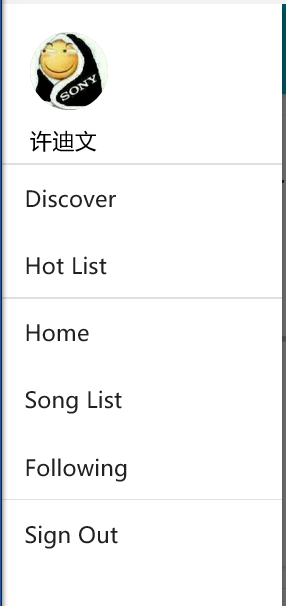 SONY
许迪文
Discover
Hot List
Home
Song List
Following
Sign Out